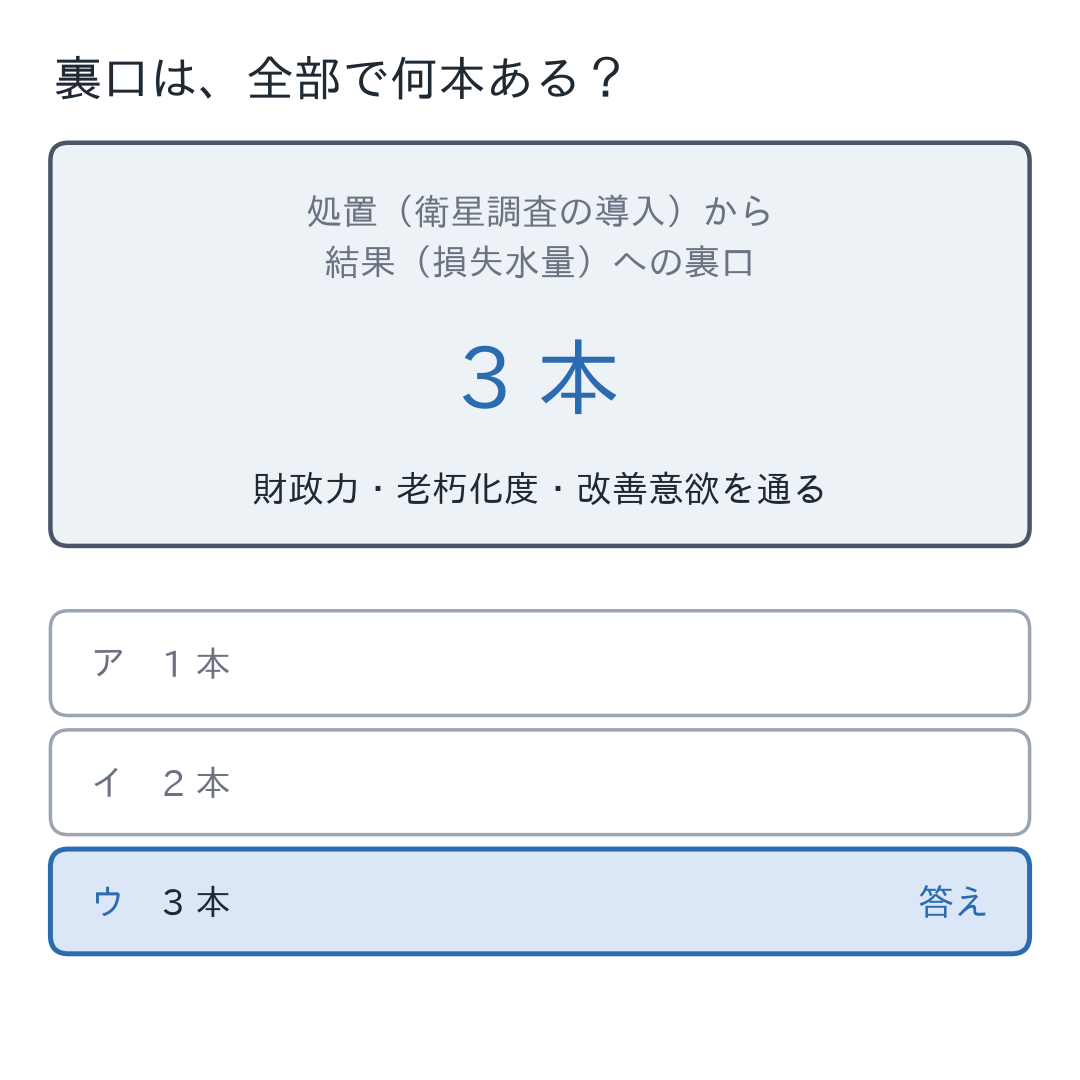 裏口は、全部で何本ある？
処置（衛星調査の導入）から
結果（損失水量）への裏口
3 本
財政力・老朽化度・改善意欲を通る
ア　1 本
イ　2 本
ウ　3 本　答え